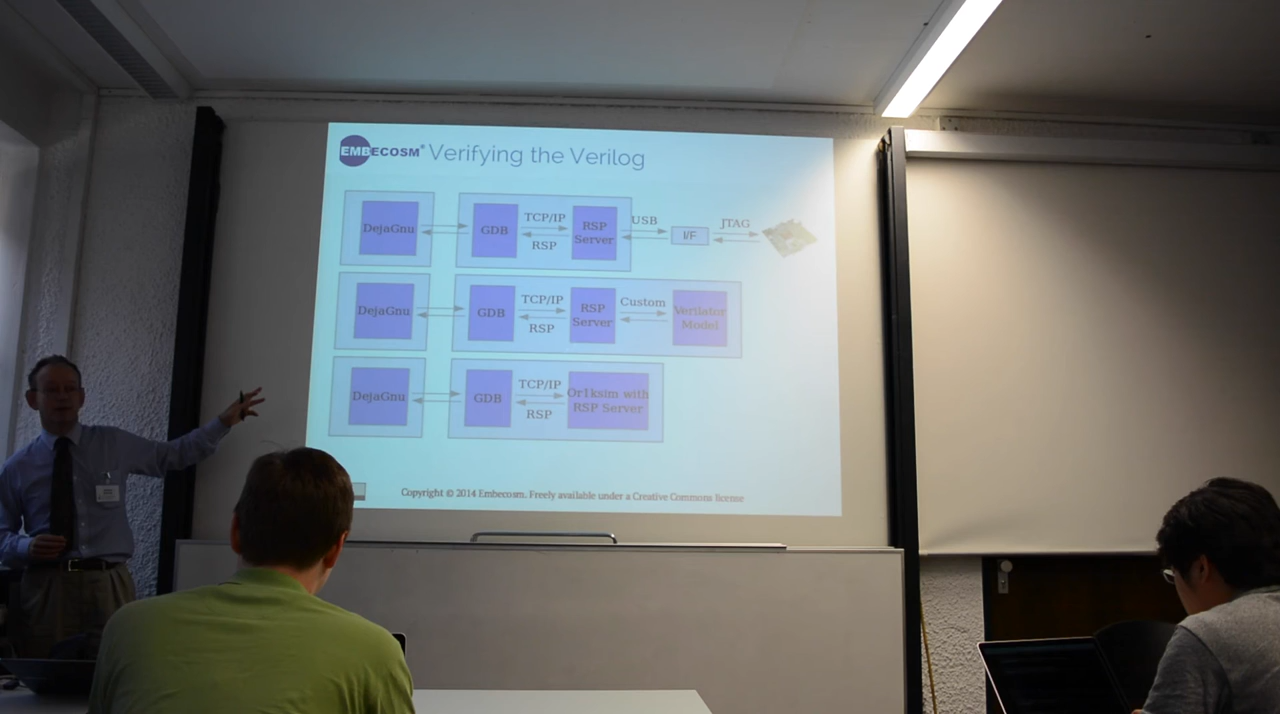 EMBECOSM® Verifying the Verilog
DejaGnu
GDB
TCP/IP
RSP
RSP
Server
USB
I/F
JTAG
DejaGnu
GDB
TCP/IP
RSP
RSP
Server
Custom
Verilator
Model
DejaGnu
GDB
TCP/IP
RSP
Or1ksim with
RSP Server
Copyright © 2014 Embecosm. Freely available under a Creative Commons license